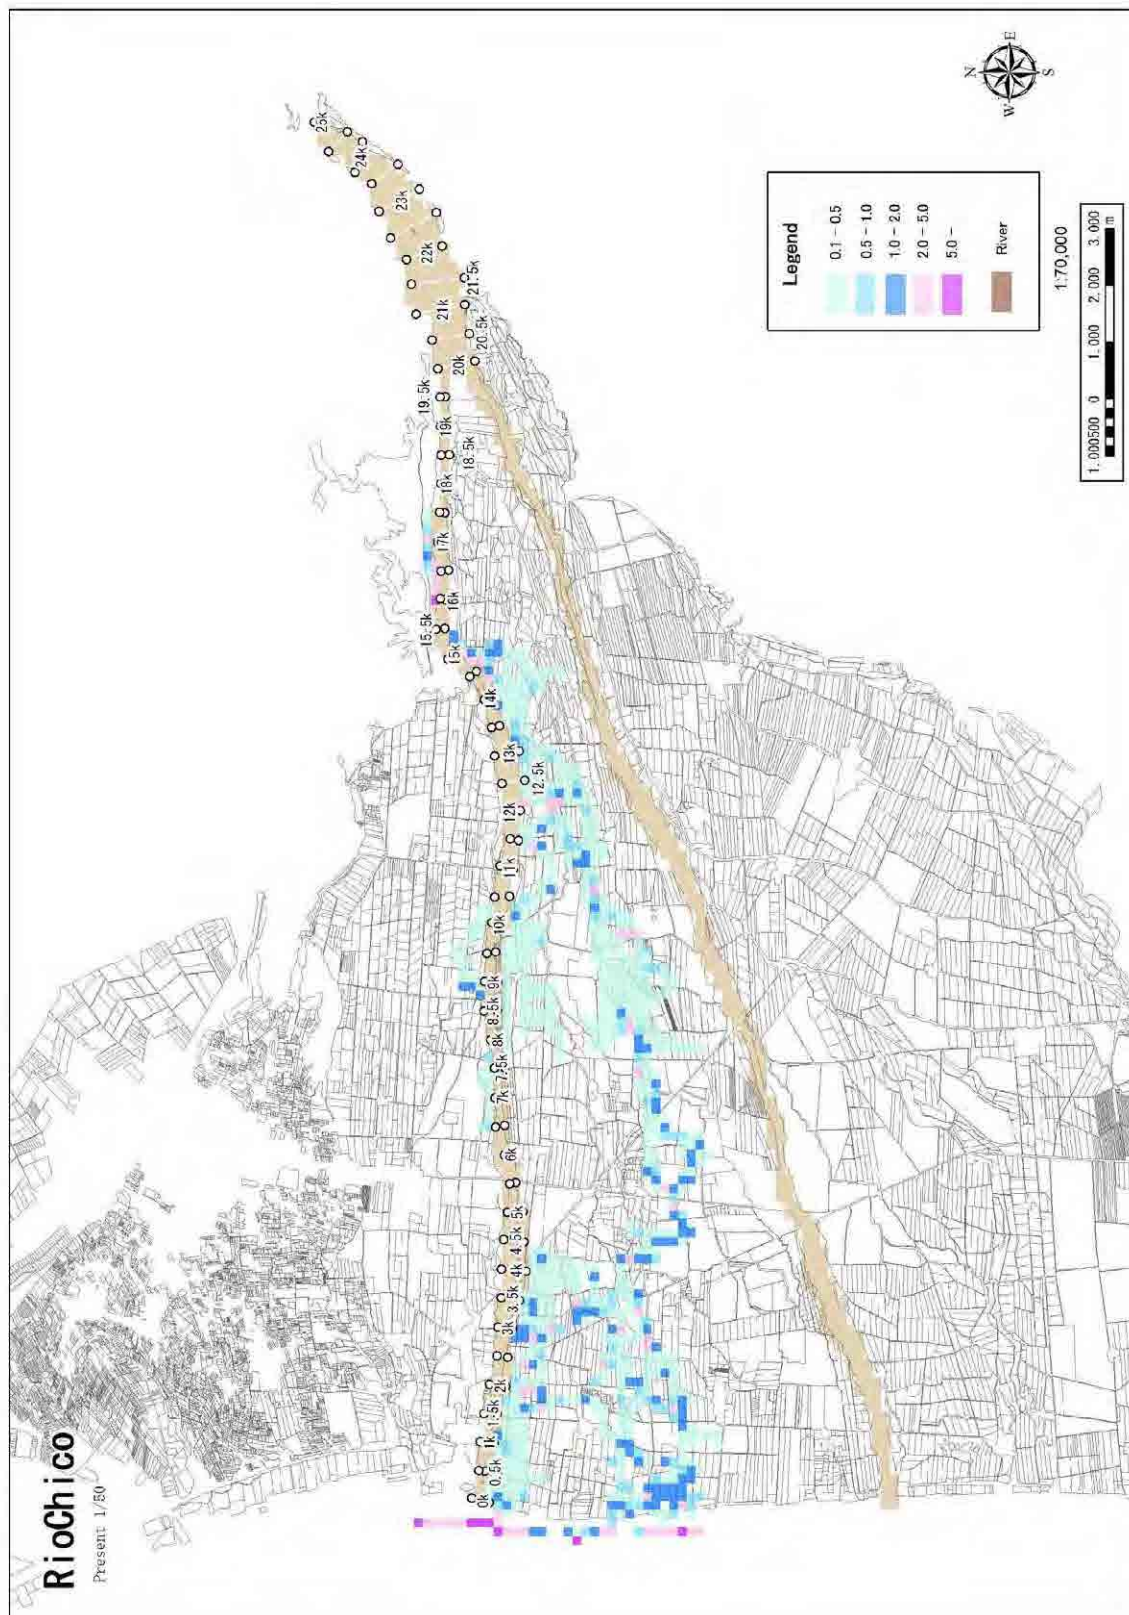 RioChico
Present 1/50
N
E
S
W
0k
0.5k
1k
1.5k
2k
3k
3.5k
4k
4.5k
5k
6k
7k
7.5k
8k
8.5k
9k
10k
11k
12k
12.5k
13k
14k
15k
15.5k
16k
17k
18k
18.5k
19k
19.5k
20k
20.5k
21k
21.5k
22k
23k
24k
25k
Legend
0.1 - 0.5
0.5 - 1.0
1.0 - 2.0
2.0 - 5.0
5.0 -
River
1:70,000
1.000500 0 1.000 2.000 3.000 m